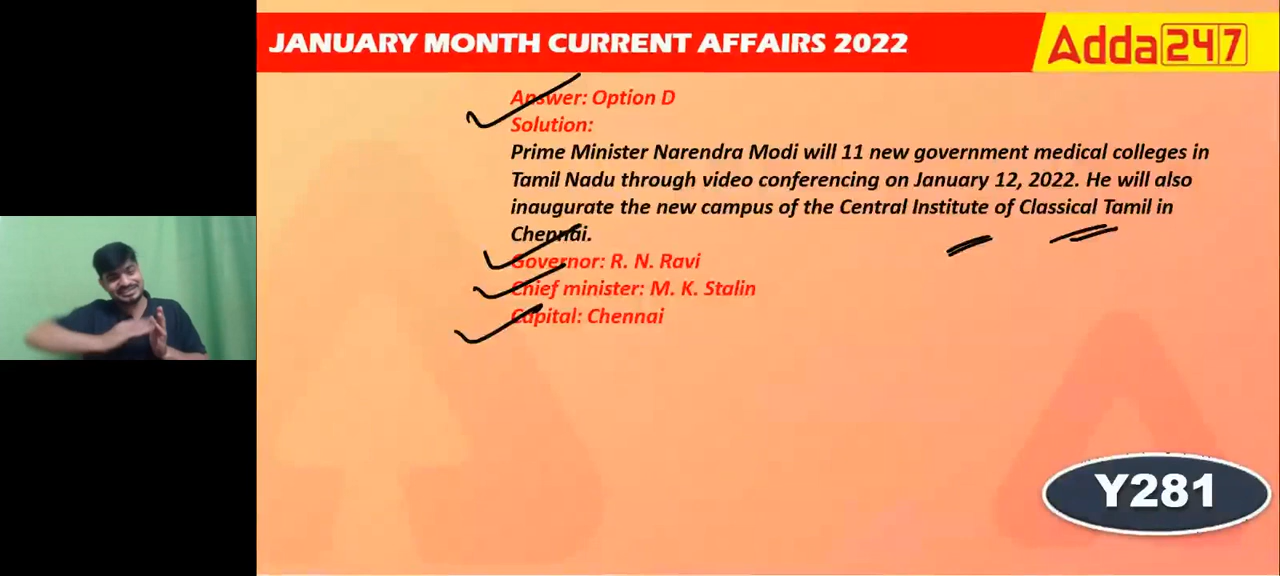 JANUARY MONTH CURRENT AFFAIRS 2022
Adda247
Answer: Option D
Solution:
Prime Minister Narendra Modi will 11 new government medical colleges in
Tamil Nadu through video conferencing on January 12, 2022. He will also
inaugurate the new campus of the Central Institute of Classical Tamil in
Chennai.
Governor: R. N. Ravi
Chief minister: M. K. Stalin
Capital: Chennai
Y281